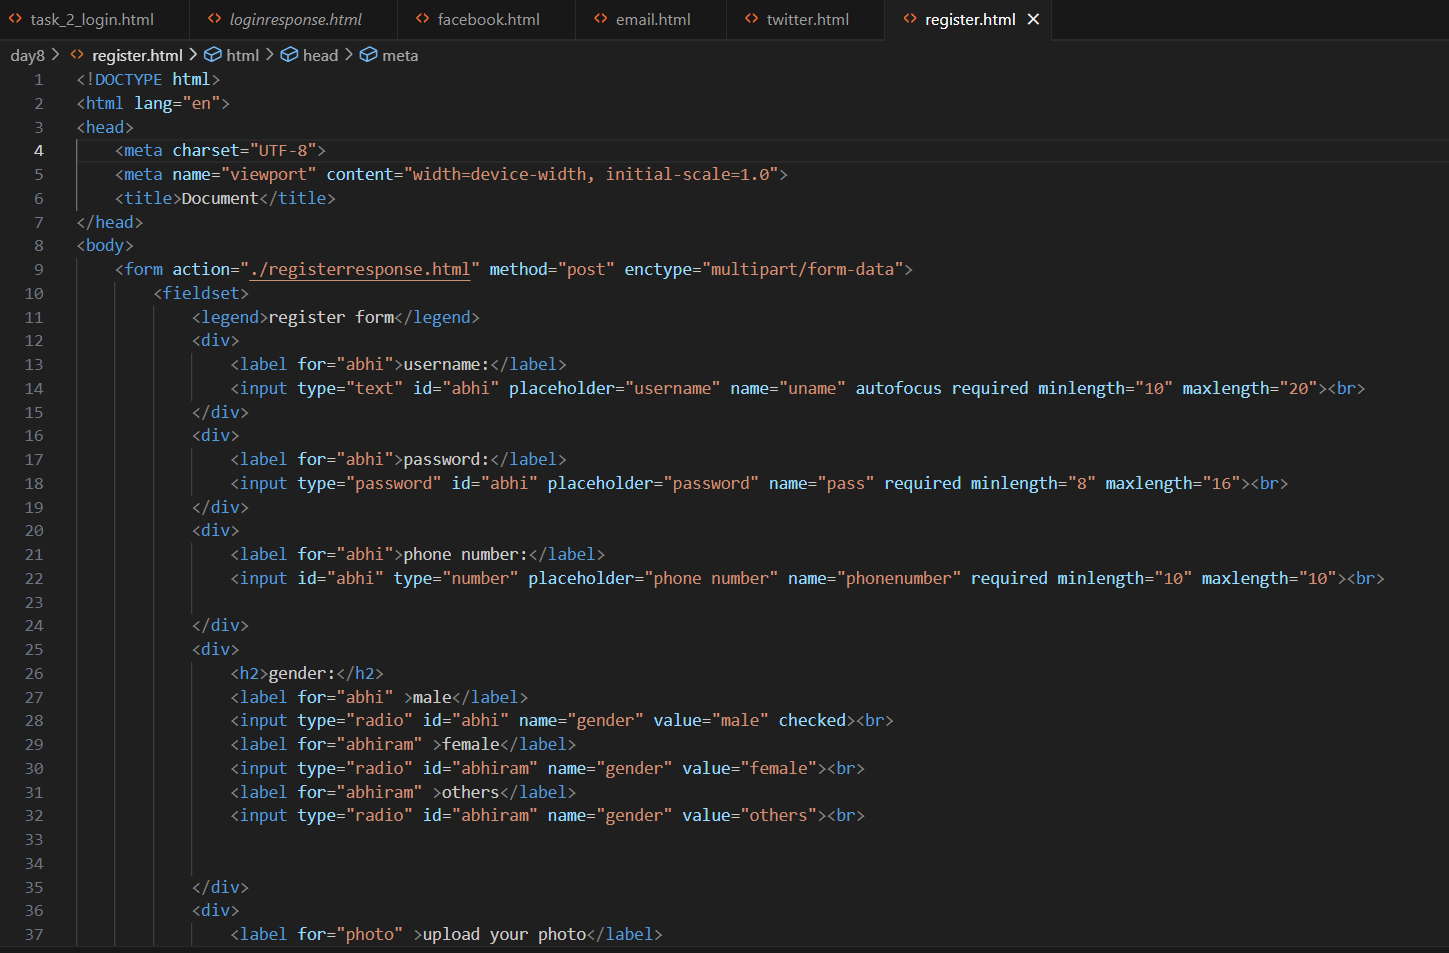 task_2_login.html loginresponse.html facebook.html email.html twitter.html register.html
day8 > register.html > html > head > meta
1 <!DOCTYPE html>
2 <html lang="en">
3 <head>
4 <meta charset="UTF-8">
5 <meta name="viewport" content="width=device-width, initial-scale=1.0">
6 <title>Document</title>
7 </head>
8 <body>
9 <form action="./registerresponse.html" method="post" enctype="multipart/form-data">
10 <fieldset>
11 <legend>register form</legend>
12 <div>
13 <label for="abhi">username:</label>
14 <input type="text" id="abhi" placeholder="username" name="uname" autofocus required minlength="10" maxlength="20"><br>
15 </div>
16 <div>
17 <label for="abhi">password:</label>
18 <input type="password" id="abhi" placeholder="password" name="pass" required minlength="8" maxlength="16"><br>
19 </div>
20 <div>
21 <label for="abhi">phone number:</label>
22 <input id="abhi" type="number" placeholder="phone number" name="phonenumber" required minlength="10" maxlength="10"><br>
23
24 </div>
25 <div>
26 <h2>gender:</h2>
27 <label for="abhi" >male</label>
28 <input type="radio" id="abhi" name="gender" value="male" checked><br>
29 <label for="abhiram" >female</label>
30 <input type="radio" id="abhiram" name="gender" value="female"><br>
31 <label for="abhiram" >others</label>
32 <input type="radio" id="abhiram" name="gender" value="others"><br>
33
34
35 </div>
36 <div>
37 <label for="photo" >upload your photo</label>